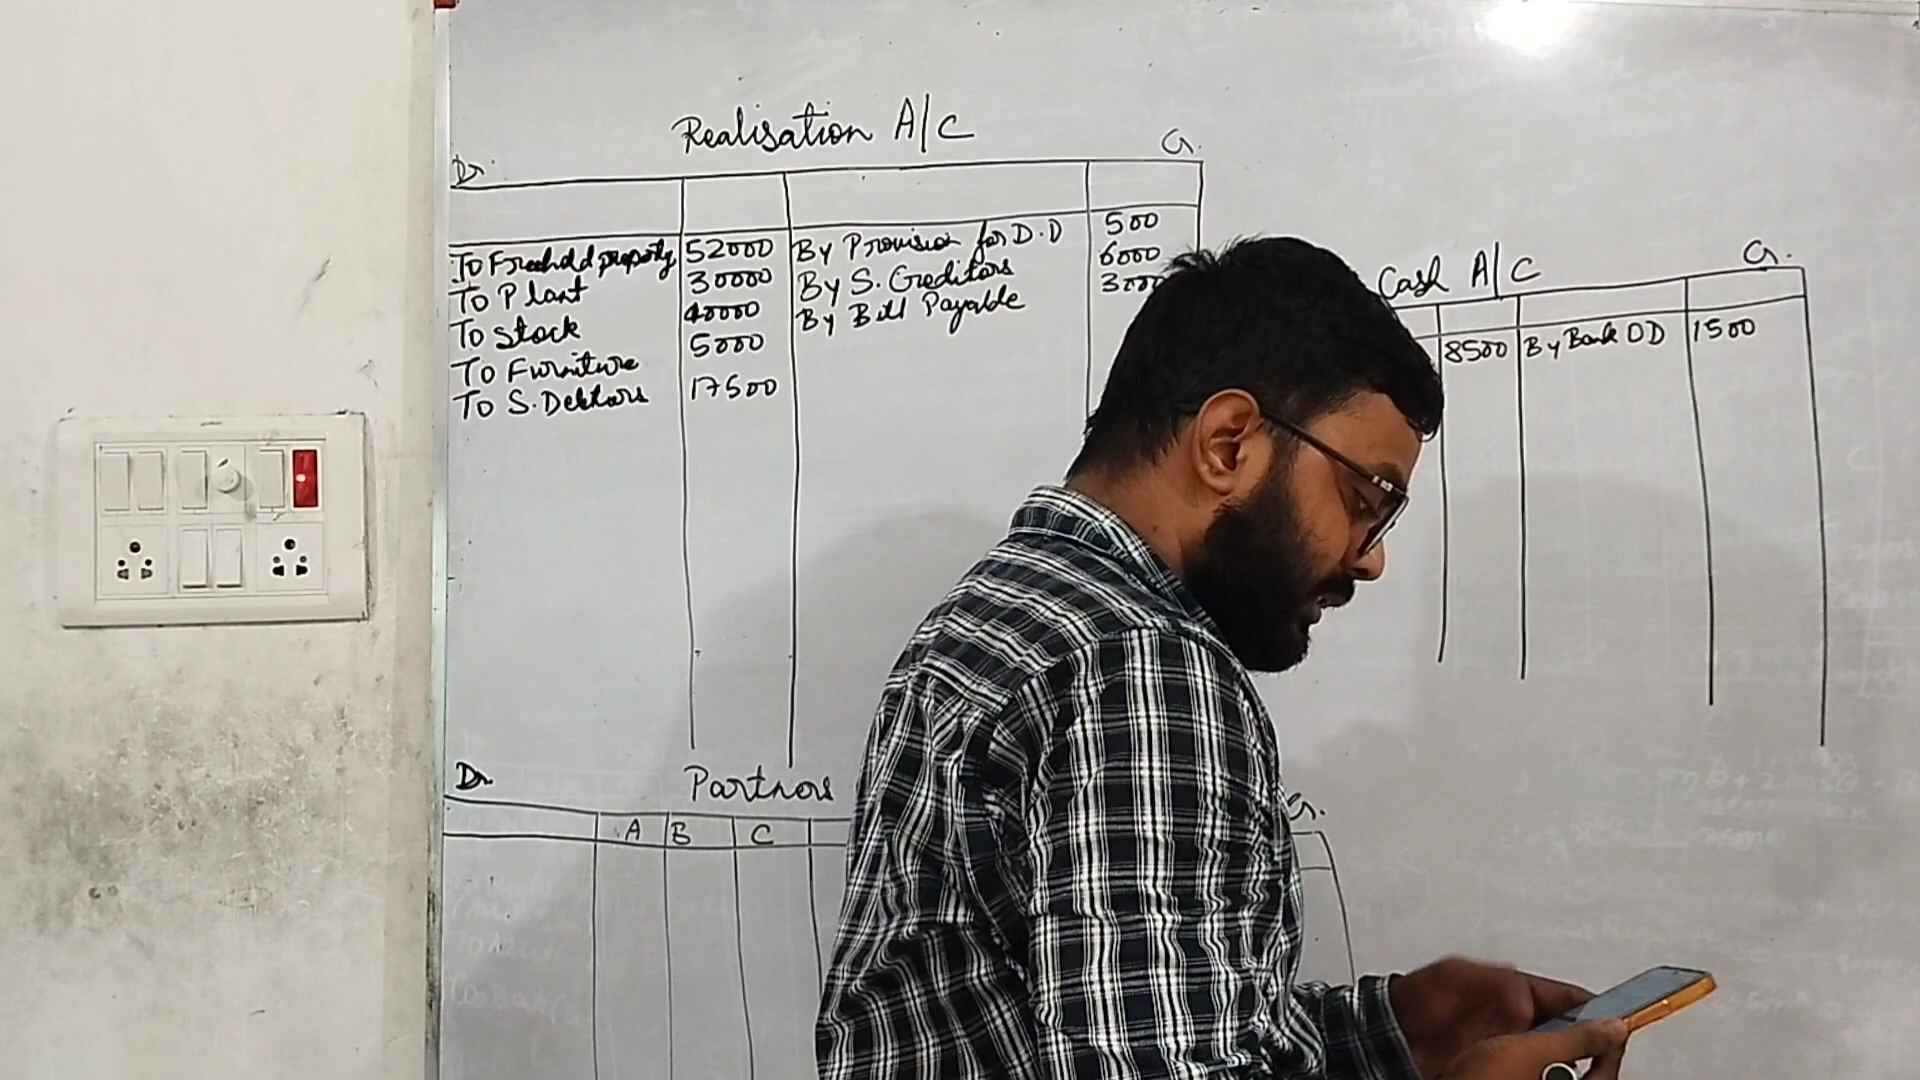 Realisation A/C
Dr. Cr.
To Freehold property 52000 By Provision for D.D 500
To Plant 30000 By S. Creditors 6000
To Stock 40000 By Bill Payable
To Furniture 5000
To S. Debtors 17500
Cash A/C Cr.
8500 By Bank OD 1500
Dr. Partners Cr.
A B C